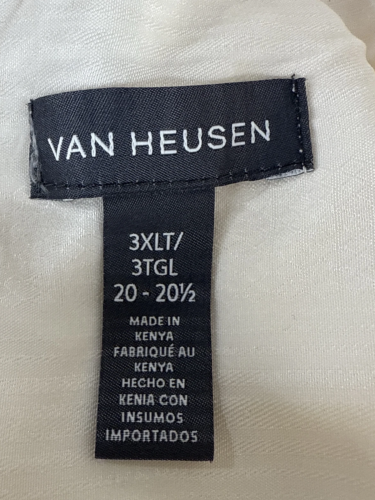 VAN HEUSEN
3XLT/
3TGL
20 - 20½
MADE IN
KENYA
FABRIQUÉ AU
KENYA
HECHO EN
KENIA CON
INSUMOS
IMPORTADOS